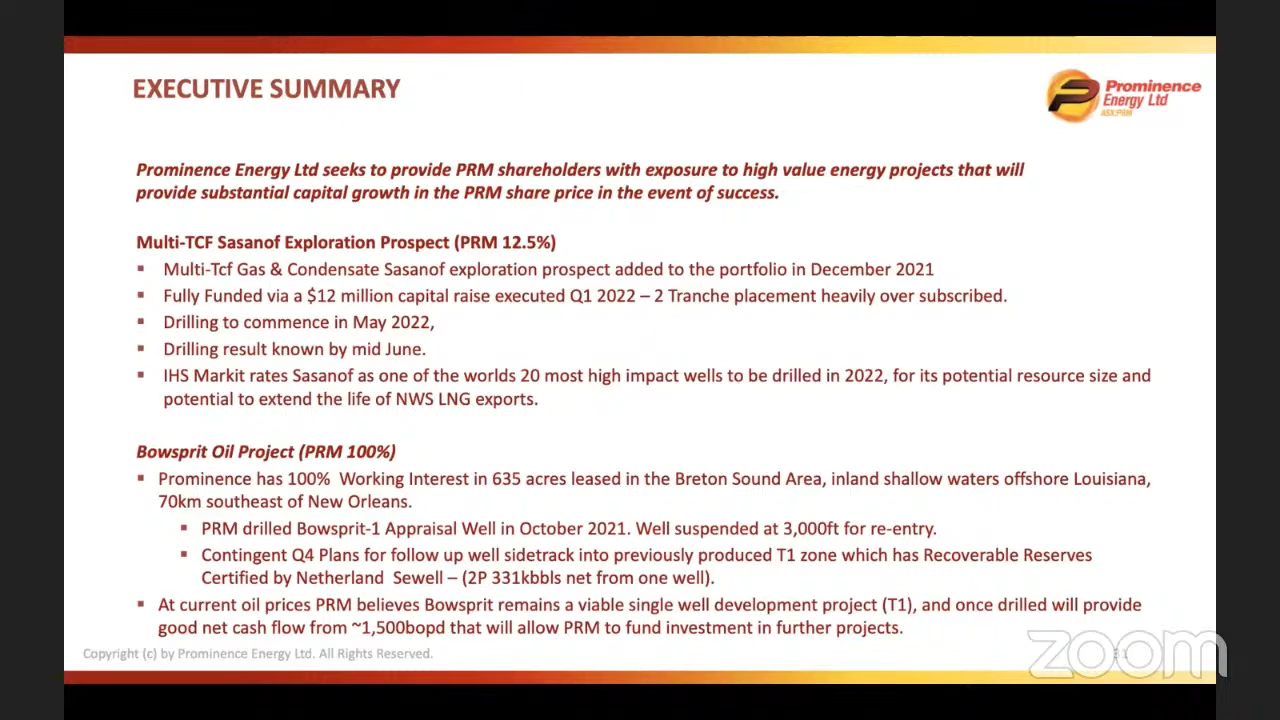 EXECUTIVE SUMMARY
Prominence
Energy Ltd
ASX:PRM
Prominence Energy Ltd seeks to provide PRM shareholders with exposure to high value energy projects that will
provide substantial capital growth in the PRM share price in the event of success.
Multi-TCF Sasanof Exploration Prospect (PRM 12.5%)
▪ Multi-Tcf Gas & Condensate Sasanof exploration prospect added to the portfolio in December 2021
▪ Fully Funded via a $12 million capital raise executed Q1 2022 – 2 Tranche placement heavily over subscribed.
▪ Drilling to commence in May 2022,
▪ Drilling result known by mid June.
▪ IHS Markit rates Sasanof as one of the worlds 20 most high impact wells to be drilled in 2022, for its potential resource size and
potential to extend the life of NWS LNG exports.
Bowsprit Oil Project (PRM 100%)
▪ Prominence has 100% Working Interest in 635 acres leased in the Breton Sound Area, inland shallow waters offshore Louisiana,
70km southeast of New Orleans.
▪ PRM drilled Bowsprit-1 Appraisal Well in October 2021. Well suspended at 3,000ft for re-entry.
▪ Contingent Q4 Plans for follow up well sidetrack into previously produced T1 zone which has Recoverable Reserves
Certified by Netherland Sewell – (2P 331kbbls net from one well).
▪ At current oil prices PRM believes Bowsprit remains a viable single well development project (T1), and once drilled will provide
good net cash flow from ~1,500bopd that will allow PRM to fund investment in further projects.
Copyright (c) by Prominence Energy Ltd. All Rights Reserved.
zoom